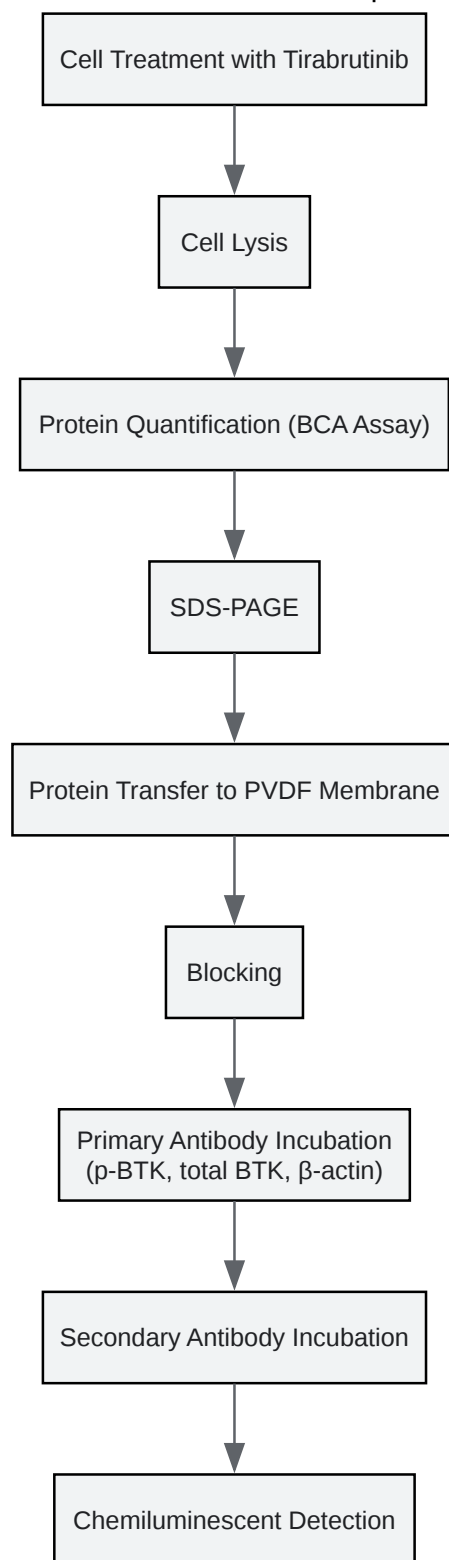 Cell Treatment with Tirabrutinib
Cell Lysis
Protein Quantification (BCA Assay)
SDS-PAGE
Protein Transfer to PVDF Membrane
Blocking
Primary Antibody Incubation
(p-BTK, total BTK, β-actin)
Secondary Antibody Incubation
Chemiluminescent Detection